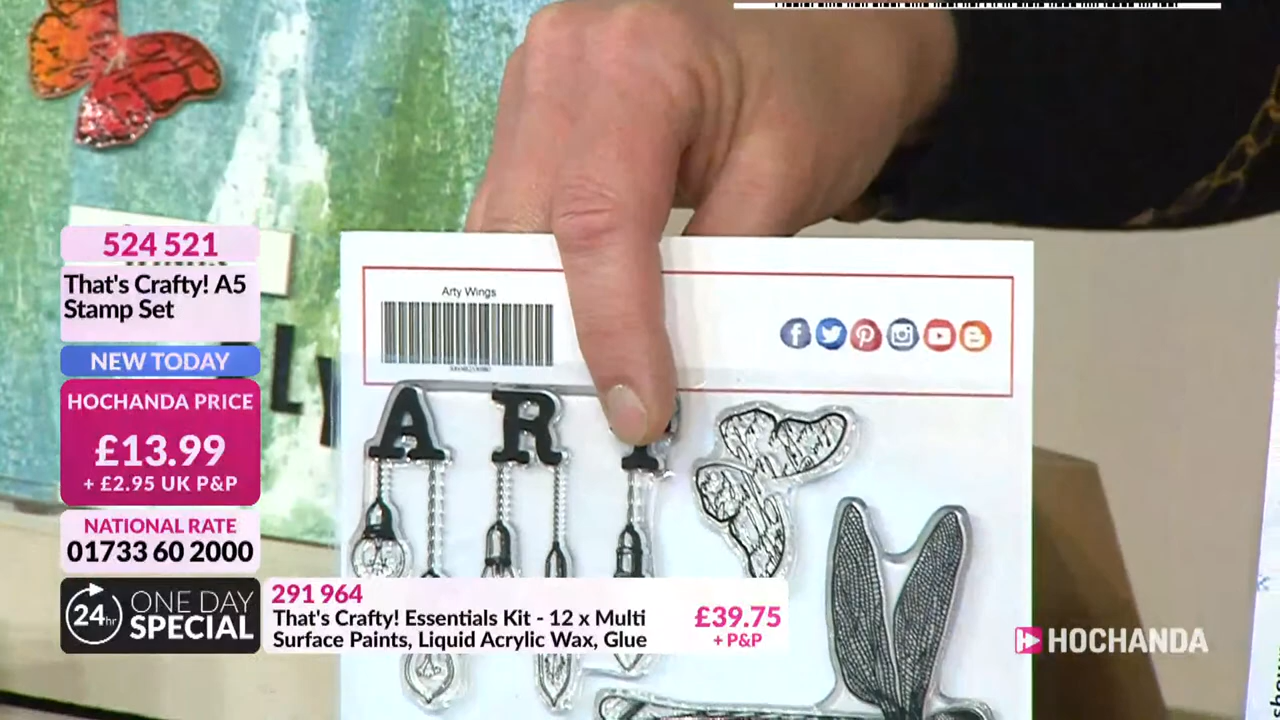 524 521
That's Crafty! A5
Stamp Set
NEW TODAY
HOCHANDA PRICE
£13.99
+ £2.95 UK P&P
NATIONAL RATE
01733 60 2000
24hr ONE DAY
SPECIAL
291 964
That's Crafty! Essentials Kit - 12 x Multi
Surface Paints, Liquid Acrylic Wax, Glue
£39.75
+ P&P
Arty Wings
A R
HOCHANDA